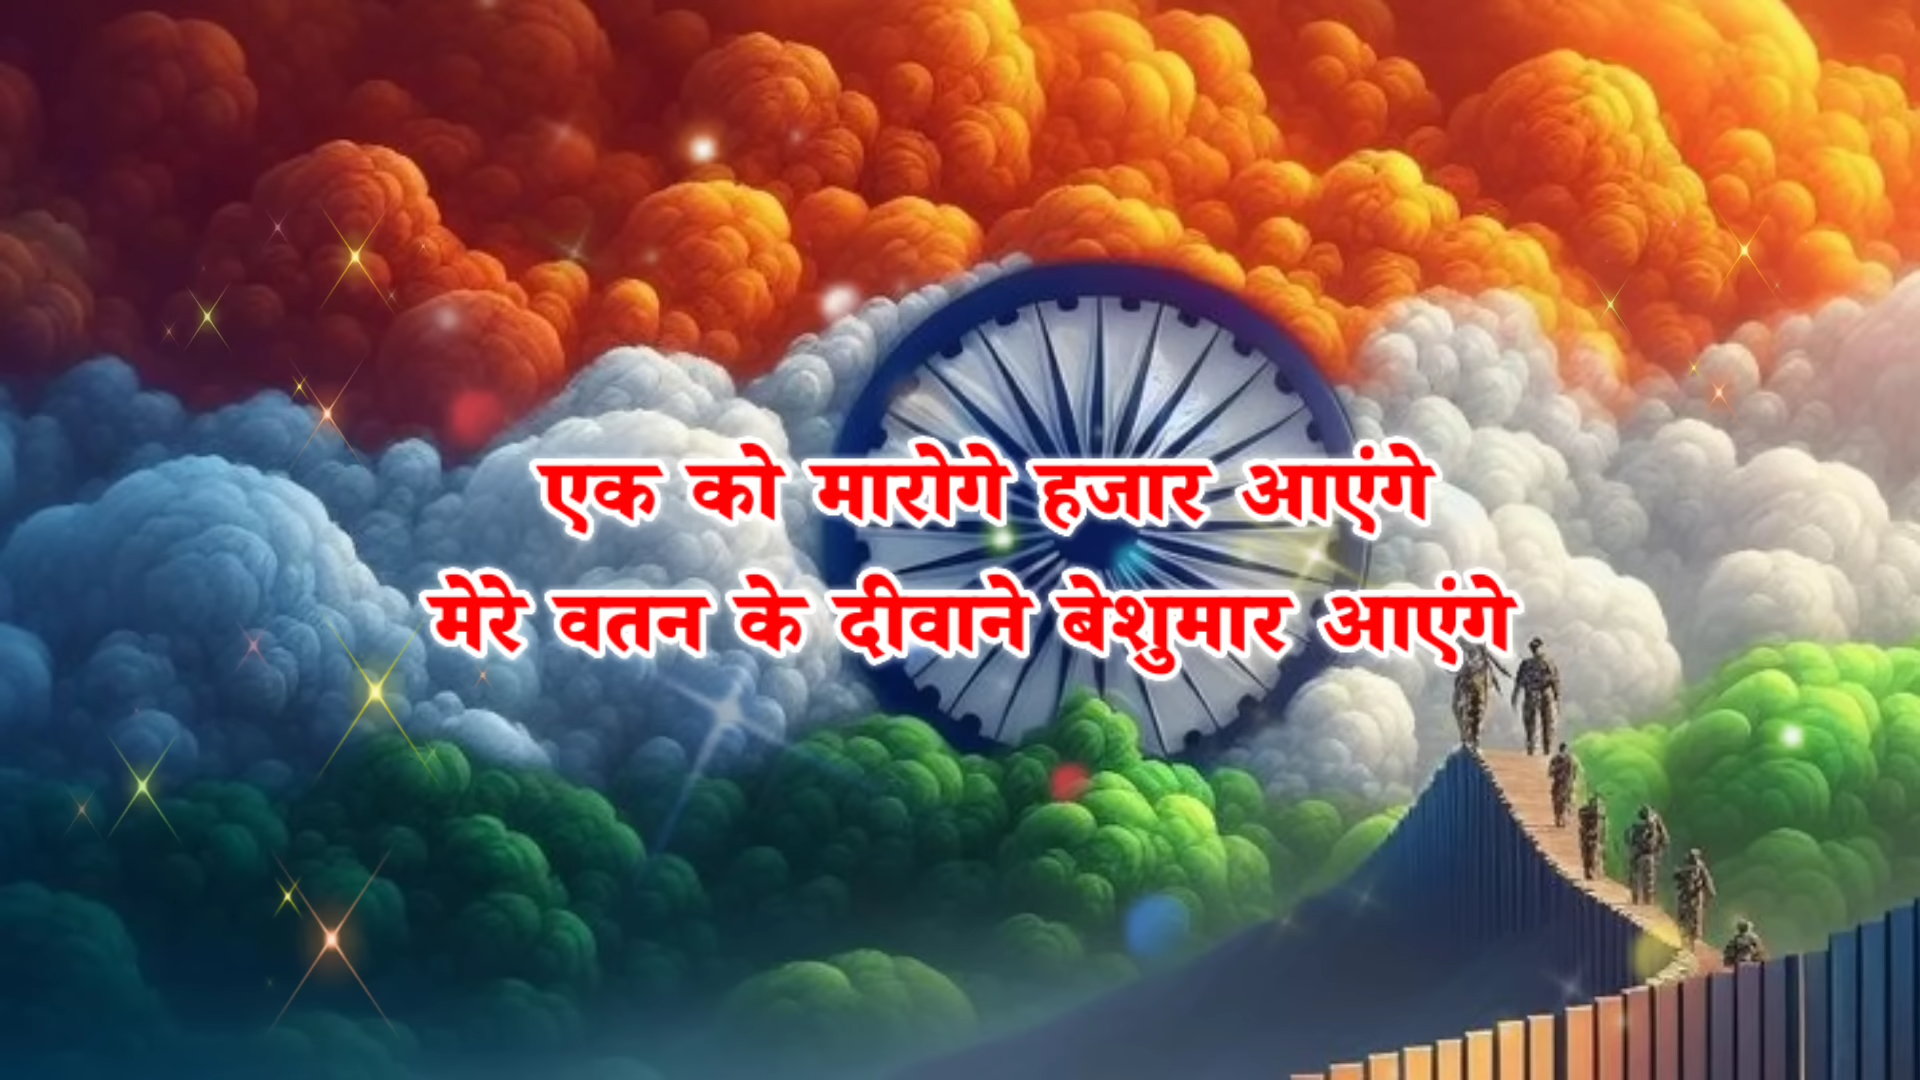 एक को मारोगे हजार आएंगे
मेरे वतन के दीवाने बेशुमार आएंगे